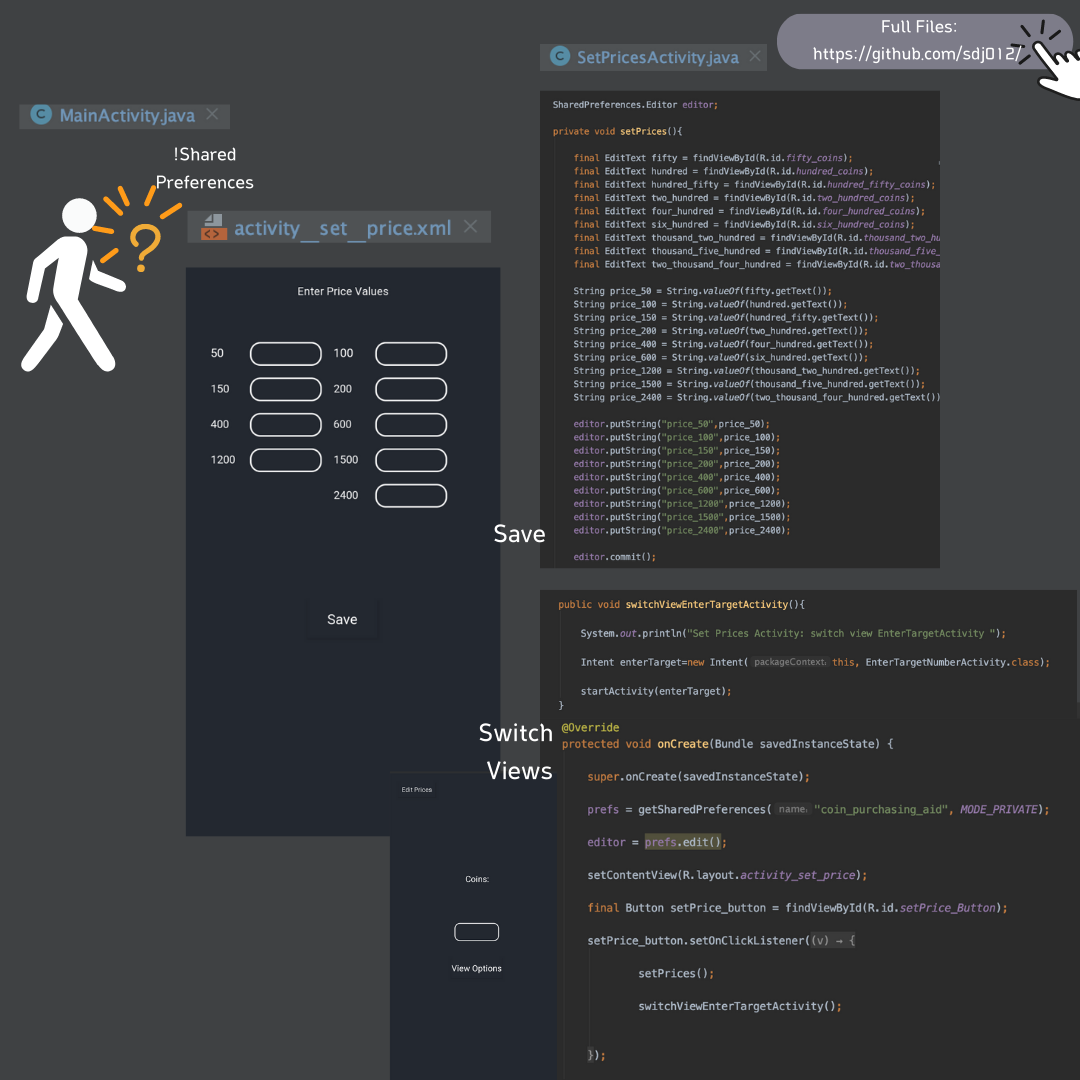 Full Files:
https://github.com/sdj012/
SetPricesActivity.java
MainActivity.java
!Shared
Preferences
?
activity_set_price.xml
Enter Price Values
50 100
150 200
400 600
1200 1500
2400
Save
SharedPreferences.Editor editor;
private void setPrices(){
final EditText fifty = findViewById(R.id.fifty_coins);
final EditText hundred = findViewById(R.id.hundred_coins);
final EditText hundred_fifty = findViewById(R.id.hundred_fifty_coins);
final EditText two_hundred = findViewById(R.id.two_hundred_coins);
final EditText four_hundred = findViewById(R.id.four_hundred_coins);
final EditText six_hundred = findViewById(R.id.six_hundred_coins);
final EditText thousand_two_hundred = findViewById(R.id.thousand_two_hu
final EditText thousand_five_hundred = findViewById(R.id.thousand_five_
final EditText two_thousand_four_hundred = findViewById(R.id.two_thousa
String price_50 = String.valueOf(fifty.getText());
String price_100 = String.valueOf(hundred.getText());
String price_150 = String.valueOf(hundred_fifty.getText());
String price_200 = String.valueOf(two_hundred.getText());
String price_400 = String.valueOf(four_hundred.getText());
String price_600 = String.valueOf(six_hundred.getText());
String price_1200 = String.valueOf(thousand_two_hundred.getText());
String price_1500 = String.valueOf(thousand_five_hundred.getText());
String price_2400 = String.valueOf(two_thousand_four_hundred.getText())
editor.putString("price_50",price_50);
editor.putString("price_100",price_100);
editor.putString("price_150",price_150);
editor.putString("price_200",price_200);
editor.putString("price_400",price_400);
editor.putString("price_600",price_600);
editor.putString("price_1200",price_1200);
editor.putString("price_1500",price_1500);
editor.putString("price_2400",price_2400);
editor.commit();
Save
public void switchViewEnterTargetActivity(){
System.out.println("Set Prices Activity: switch view EnterTargetActivity ");
Intent enterTarget=new Intent( packageContext: this, EnterTargetNumberActivity.class);
startActivity(enterTarget);
}
Switch
Views
@Override
protected void onCreate(Bundle savedInstanceState) {
super.onCreate(savedInstanceState);
prefs = getSharedPreferences( name: "coin_purchasing_aid", MODE_PRIVATE);
editor = prefs.edit();
setContentView(R.layout.activity_set_price);
final Button setPrice_button = findViewById(R.id.setPrice_Button);
setPrice_button.setOnClickListener((v) → {
setPrices();
switchViewEnterTargetActivity();
});
Edit Prices
Coins:
View Options